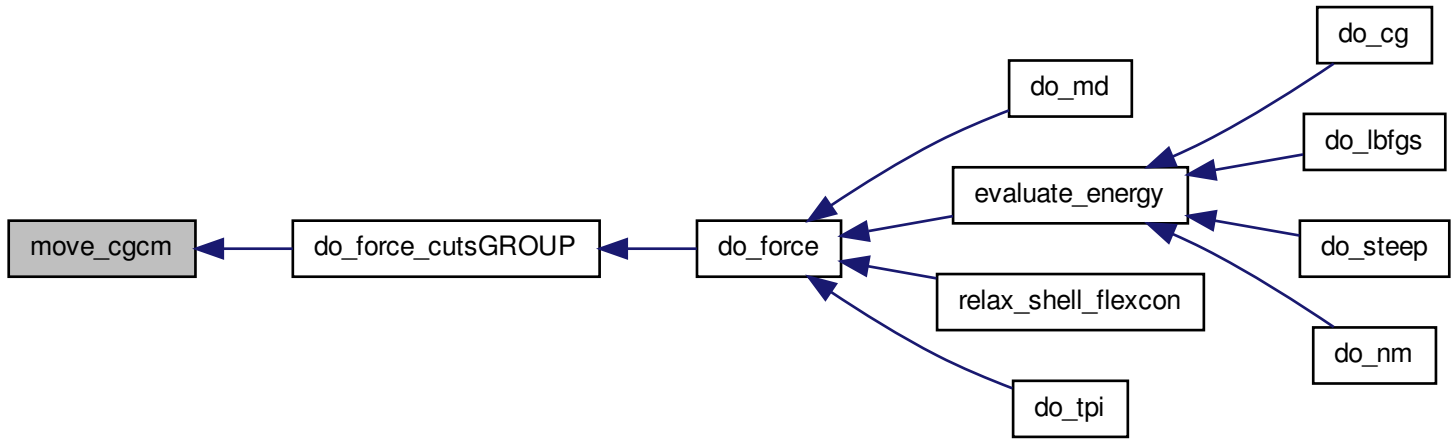 move_cgcm
do_force_cutsGROUP
do_force
do_md
evaluate_energy
relax_shell_flexcon
do_tpi
do_cg
do_lbfgs
do_steep
do_nm